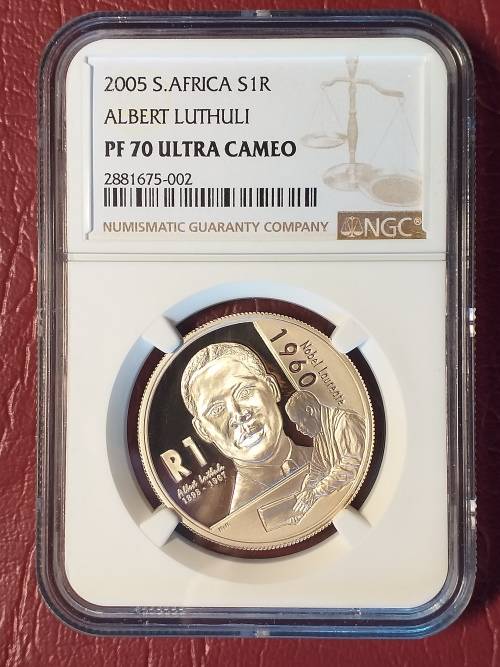 2005 S.AFRICA S1R
ALBERT LUTHULI
PF 70 ULTRA CAMEO
2881675-002
NUMISMATIC GUARANTY COMPANY
NGC®
1960
Nobel Laureate
R1
Albert Luthuli
1898 - 1967